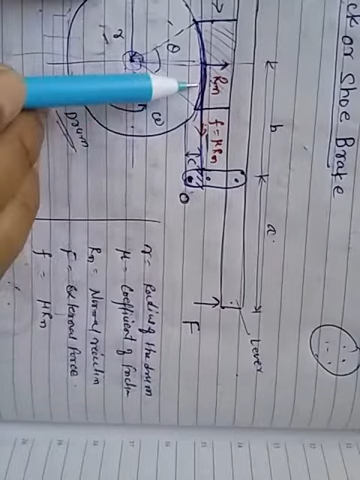 ck or Shoe Brake
b
a.
r
θ
Rn
f = μRn
c
ω
O
F
Drum
Lever
r = Radius of the drum
μ = Coefficient of
Rn = Normal reaction
F = External force.
f = μRn